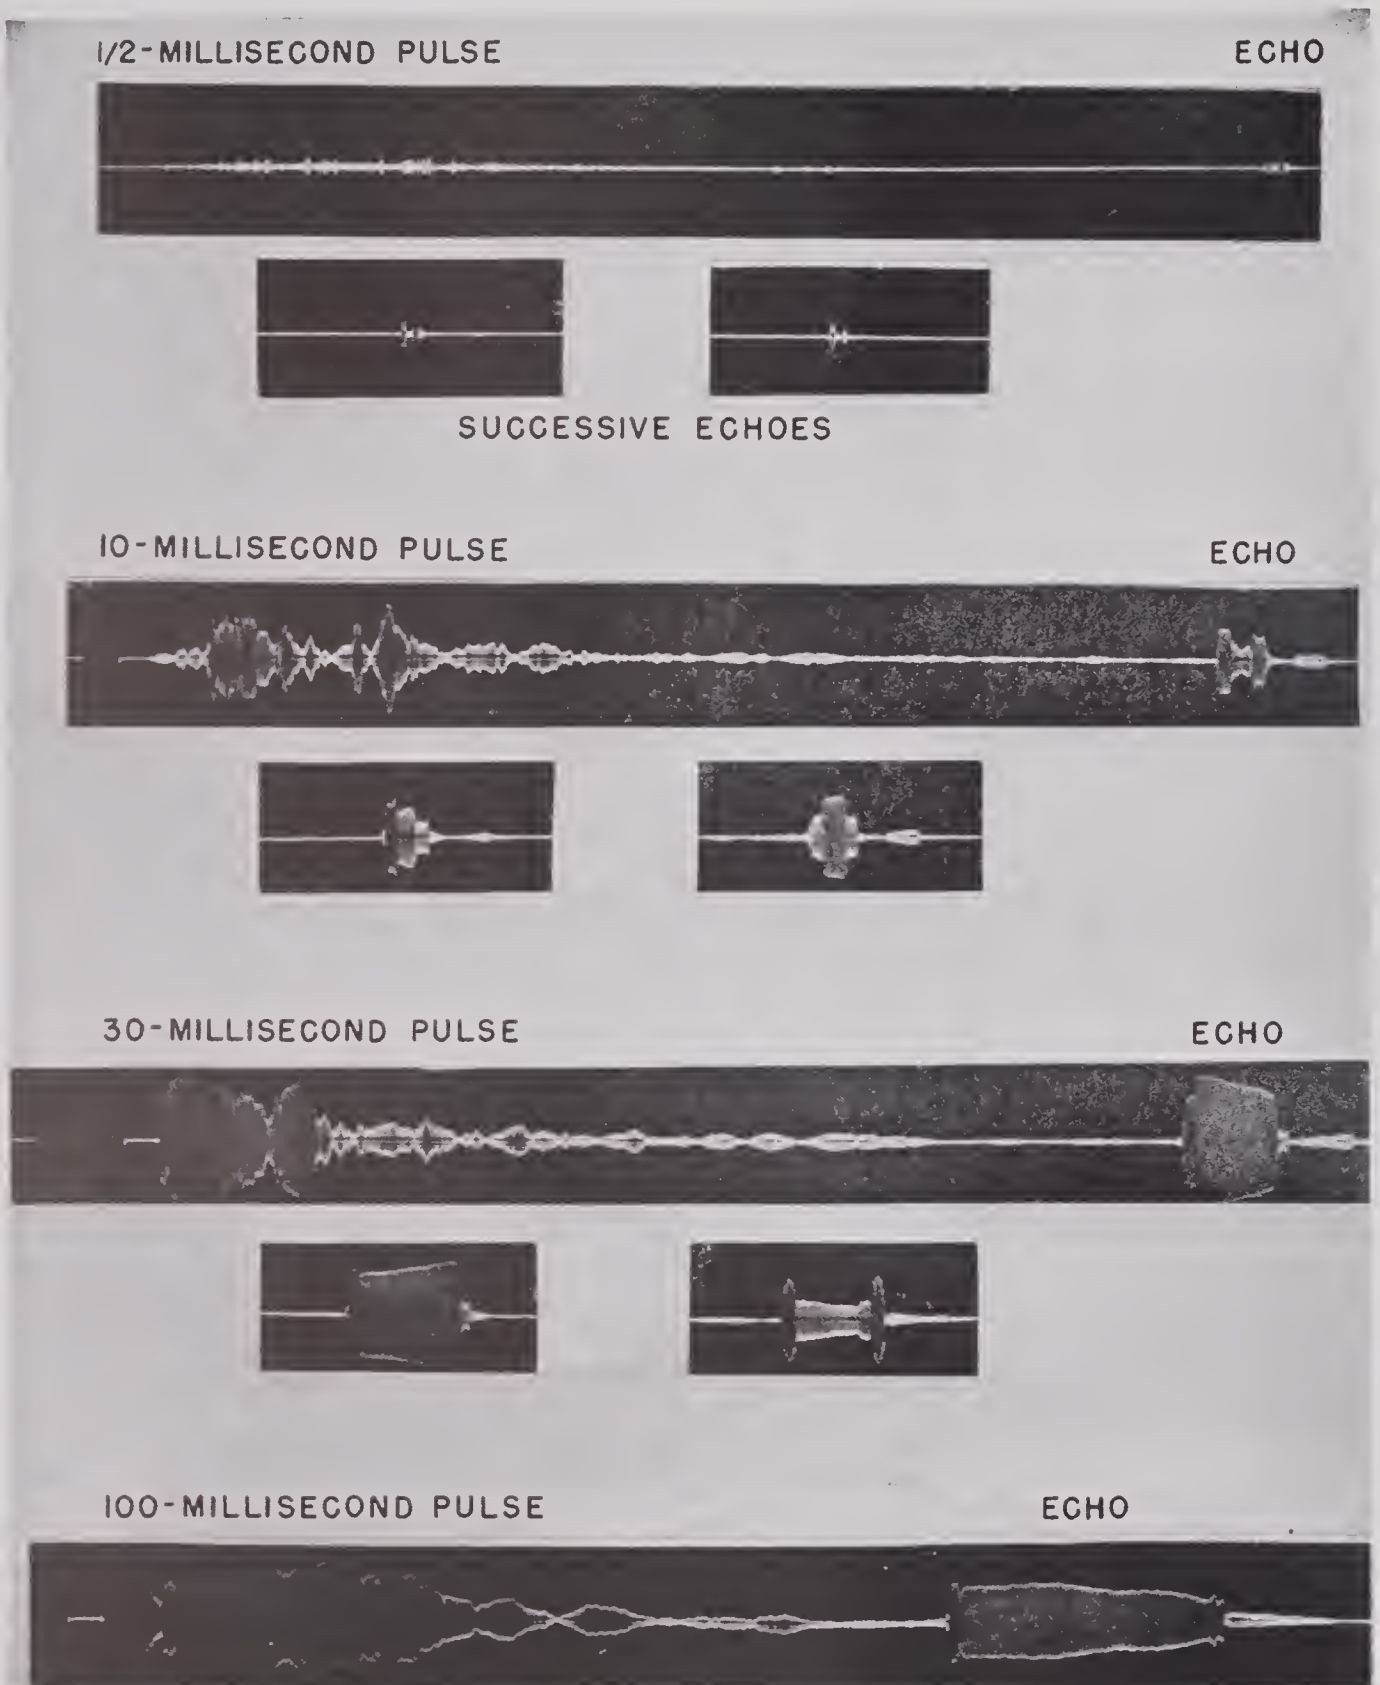 1/2-MILLISECOND PULSE ECHO
SUCCESSIVE ECHOES
10-MILLISECOND PULSE ECHO
30-MILLISECOND PULSE ECHO
100-MILLISECOND PULSE ECHO